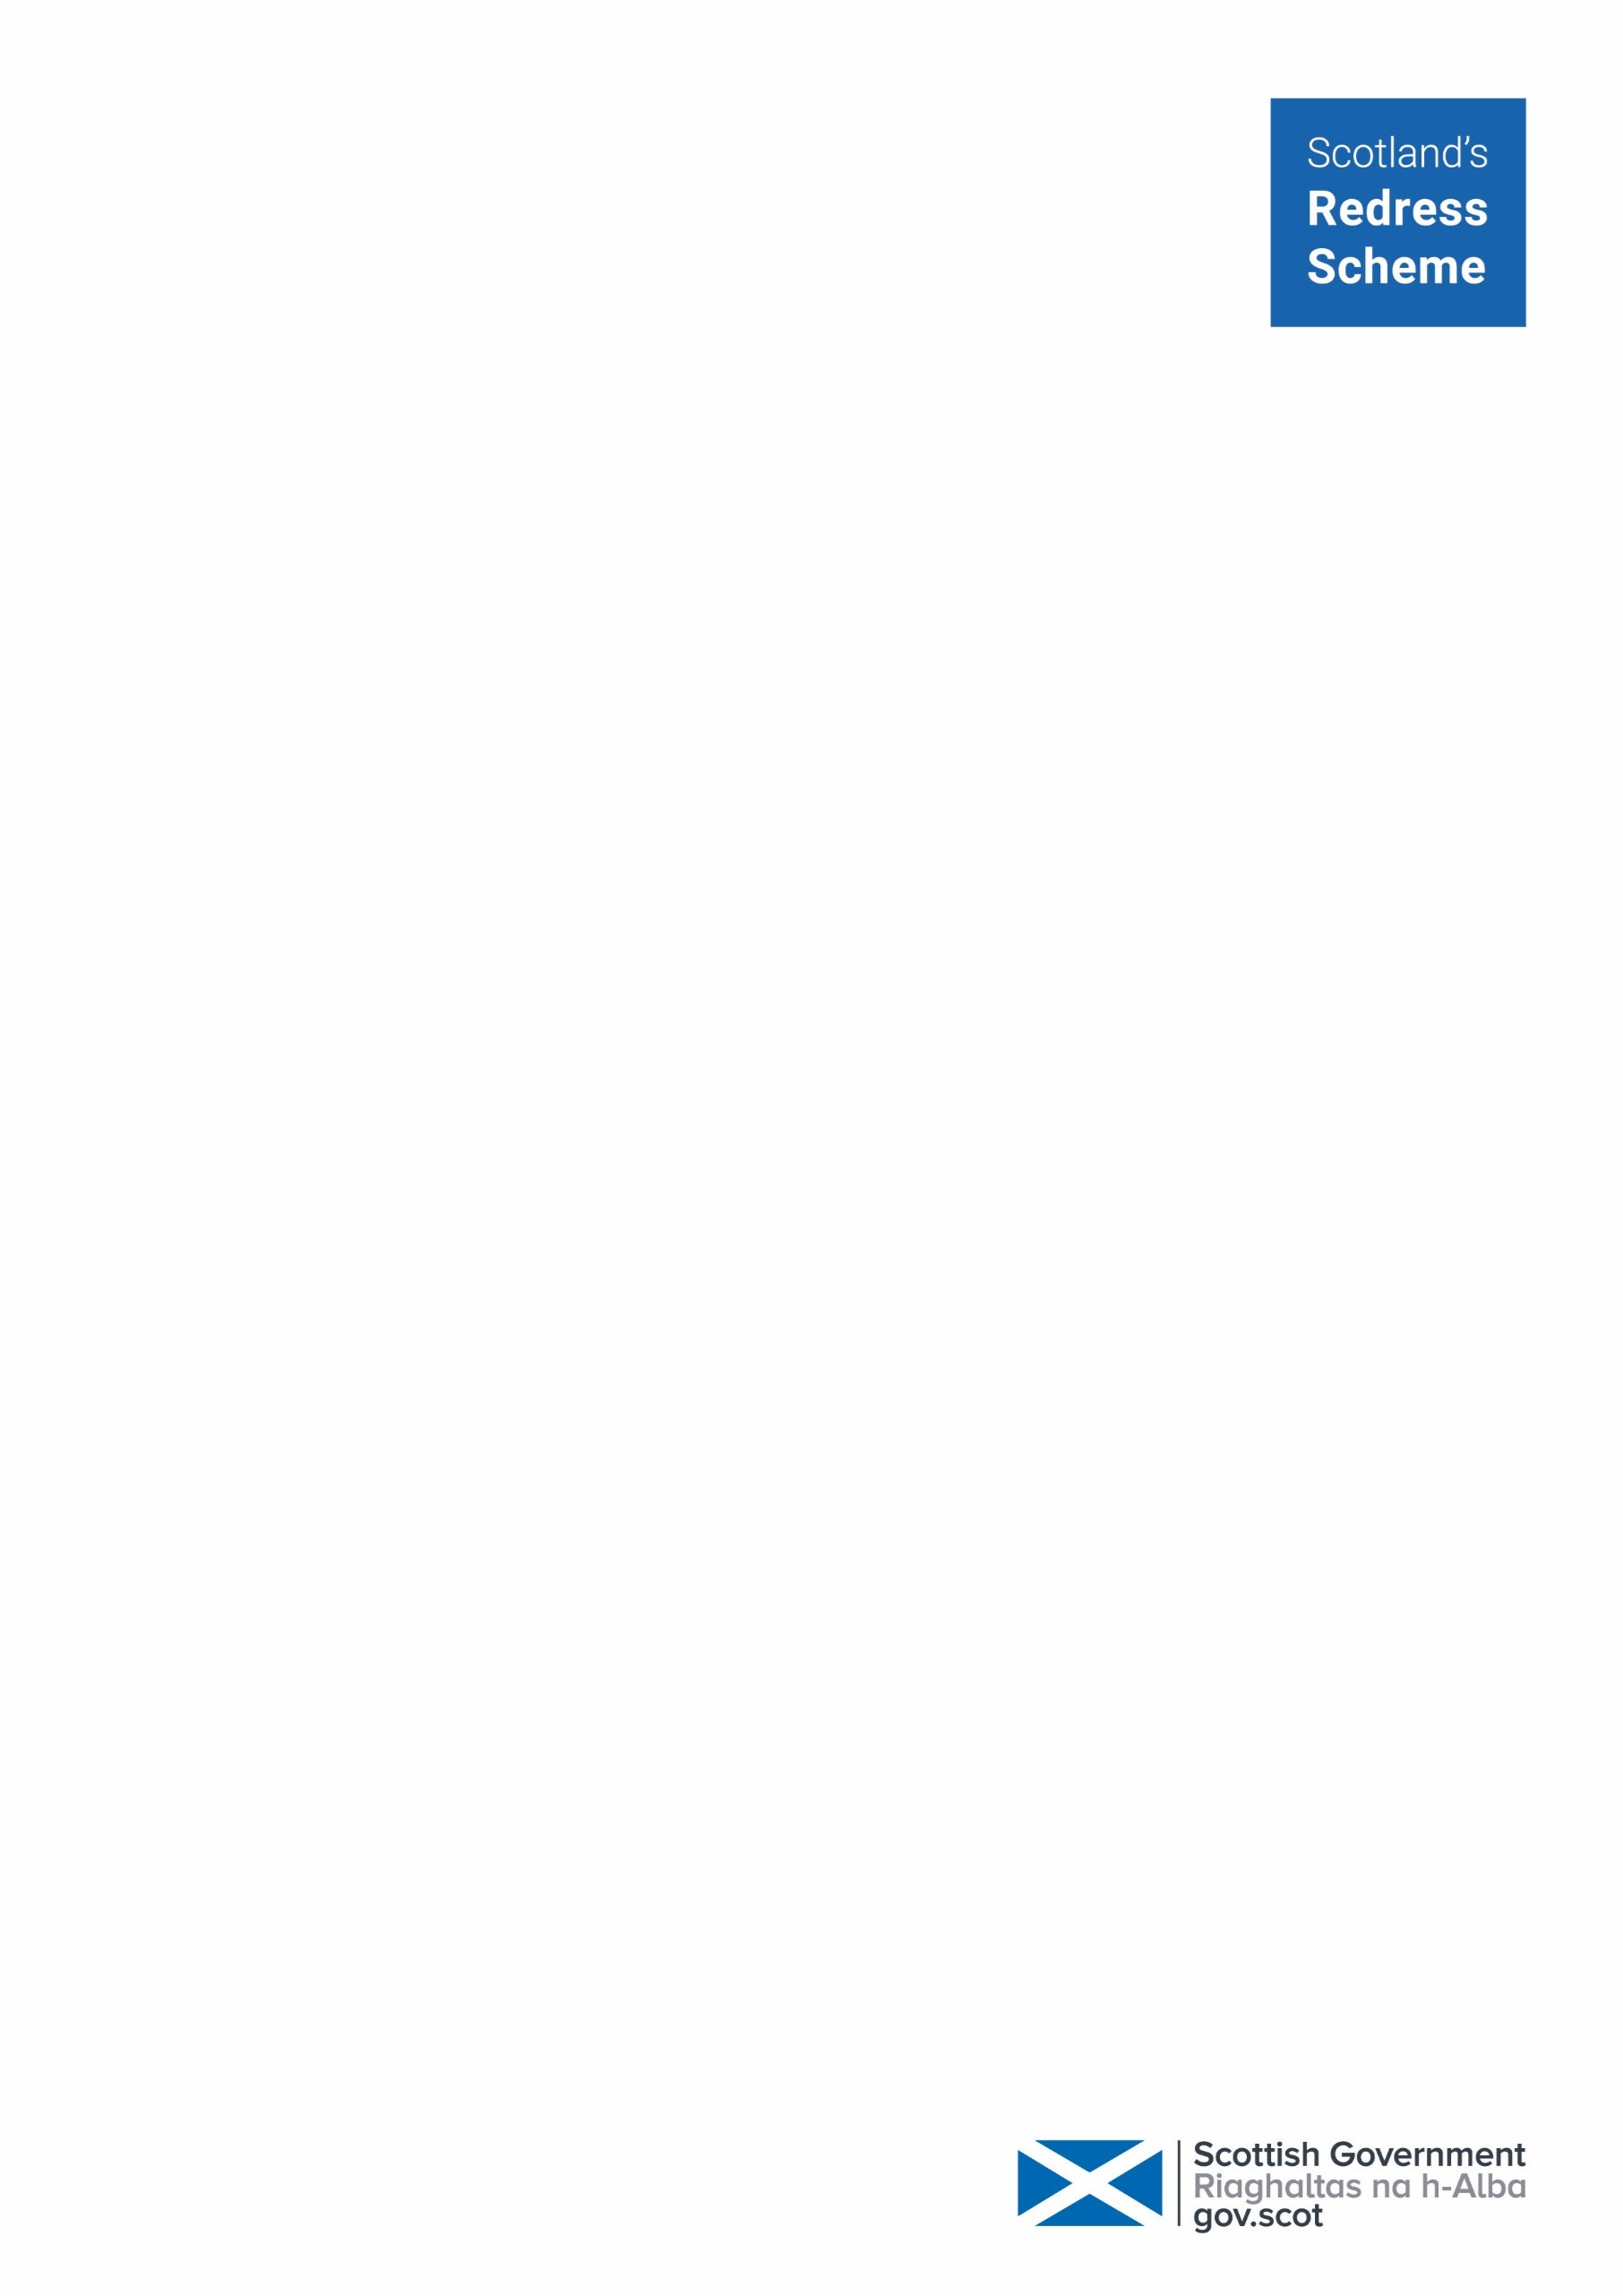 Scotland's
Redress
Scheme
Scottish Government
Riaghaltas na h-Alba
gov.scot